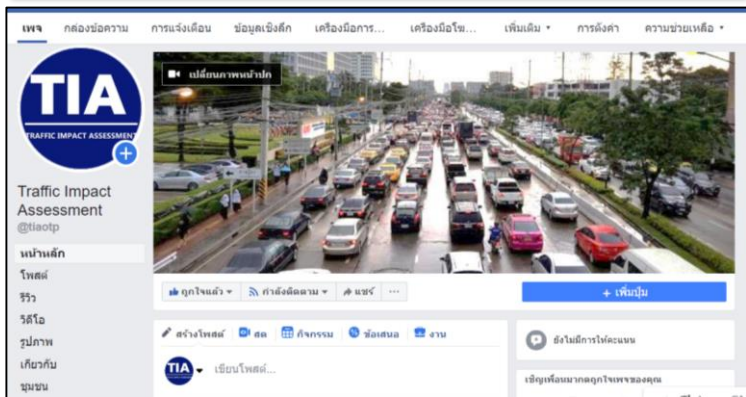 เพจ กล่องข้อความ การแจ้งเตือน ข้อมูลเชิงลึก เครื่องมือการ... เครื่องมือโฆ... เพิ่มเติม การตั้งค่า ความช่วยเหลือ
เปลี่ยนภาพหน้าปก
TIA
TRAFFIC IMPACT ASSESSMENT
Traffic Impact
Assessment
@tiaotp
หน้าหลัก
โพสต์
รีวิว
วิดีโอ
รูปภาพ
เกี่ยวกับ
ชุมชน
ถูกใจแล้ว กำลังติดตาม แชร์ ...
+ เพิ่มปุ่ม
สร้างโพสต์ สด กิจกรรม ข้อเสนอ งาน
TIA เขียนโพสต์...
ยังไม่มีการให้คะแนน
เชิญเพื่อนมากดถูกใจเพจของคุณ